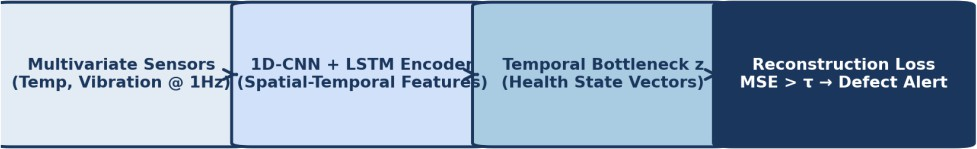 Multivariate Sensors
(Temp, Vibration @ 1Hz)
1D-CNN + LSTM Encoder
(Spatial-Temporal Features)
Temporal Bottleneck z
(Health State Vectors)
Reconstruction Loss
MSE > τ → Defect Alert